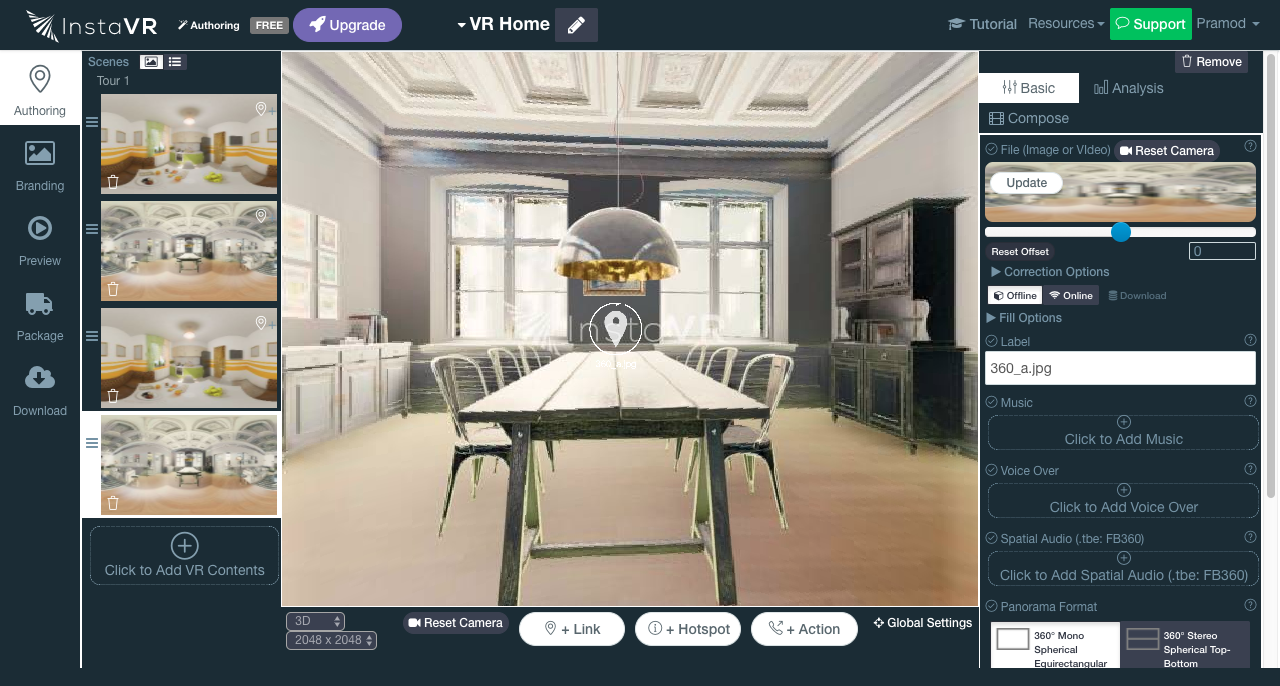 InstaVR
Authoring
FREE
Upgrade
VR Home
Tutorial
Resources
Support
Pramod
Authoring
Branding
Preview
Package
Download
Scenes
Tour 1
Click to Add VR Contents
InstaVR
3D
2048 x 2048
Reset Camera
+ Link
+ Hotspot
+ Action
Global Settings
Remove
Basic
Analysis
Compose
File (Image or VIdeo)
Reset Camera
Update
Reset Offset
0
Correction Options
Offline
Online
Download
Fill Options
Label
360_a.jpg
Music
Click to Add Music
Voice Over
Click to Add Voice Over
Spatial Audio (.tbe: FB360)
Click to Add Spatial Audio (.tbe: FB360)
Panorama Format
360° Mono
Spherical
Equirectangular
360° Stereo
Spherical Top-
Bottom